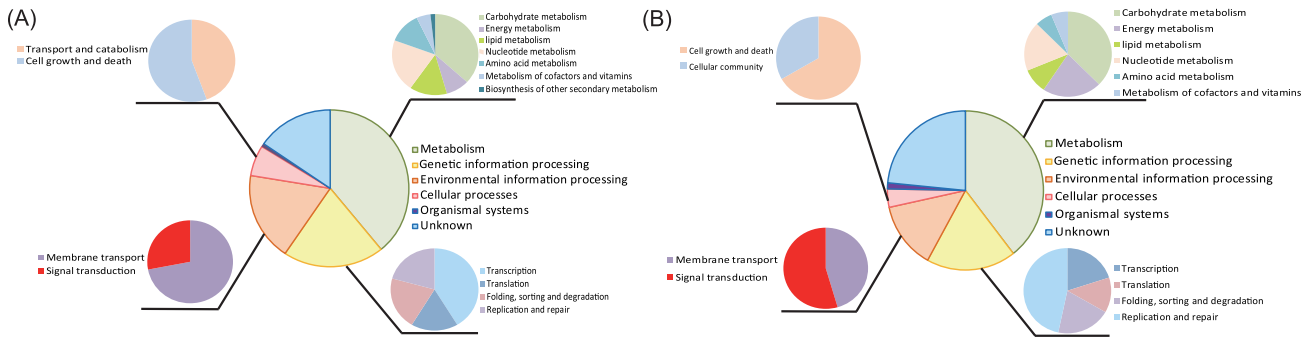 (A)
Transport and catabolism
Cell growth and death
Carbohydrate metabolism
Energy metabolism
lipid metabolism
Nucleotide metabolism
Amino acid metabolism
Metabolism of cofactors and vitamins
Biosynthesis of other secondary metabolism
Metabolism
Genetic information processing
Environmental information processing
Cellular processes
Organismal systems
Unknown
Membrane transport
Signal transduction
Transcription
Translation
Folding, sorting and degradation
Replication and repair
(B)
Cell growth and death
Cellular community
Carbohydrate metabolism
Energy metabolism
lipid metabolism
Nucleotide metabolism
Amino acid metabolism
Metabolism of cofactors and vitamins
Metabolism
Genetic information processing
Environmental information processing
Cellular processes
Organismal systems
Unknown
Membrane transport
Signal transduction
Transcription
Translation
Folding, sorting and degradation
Replication and repair